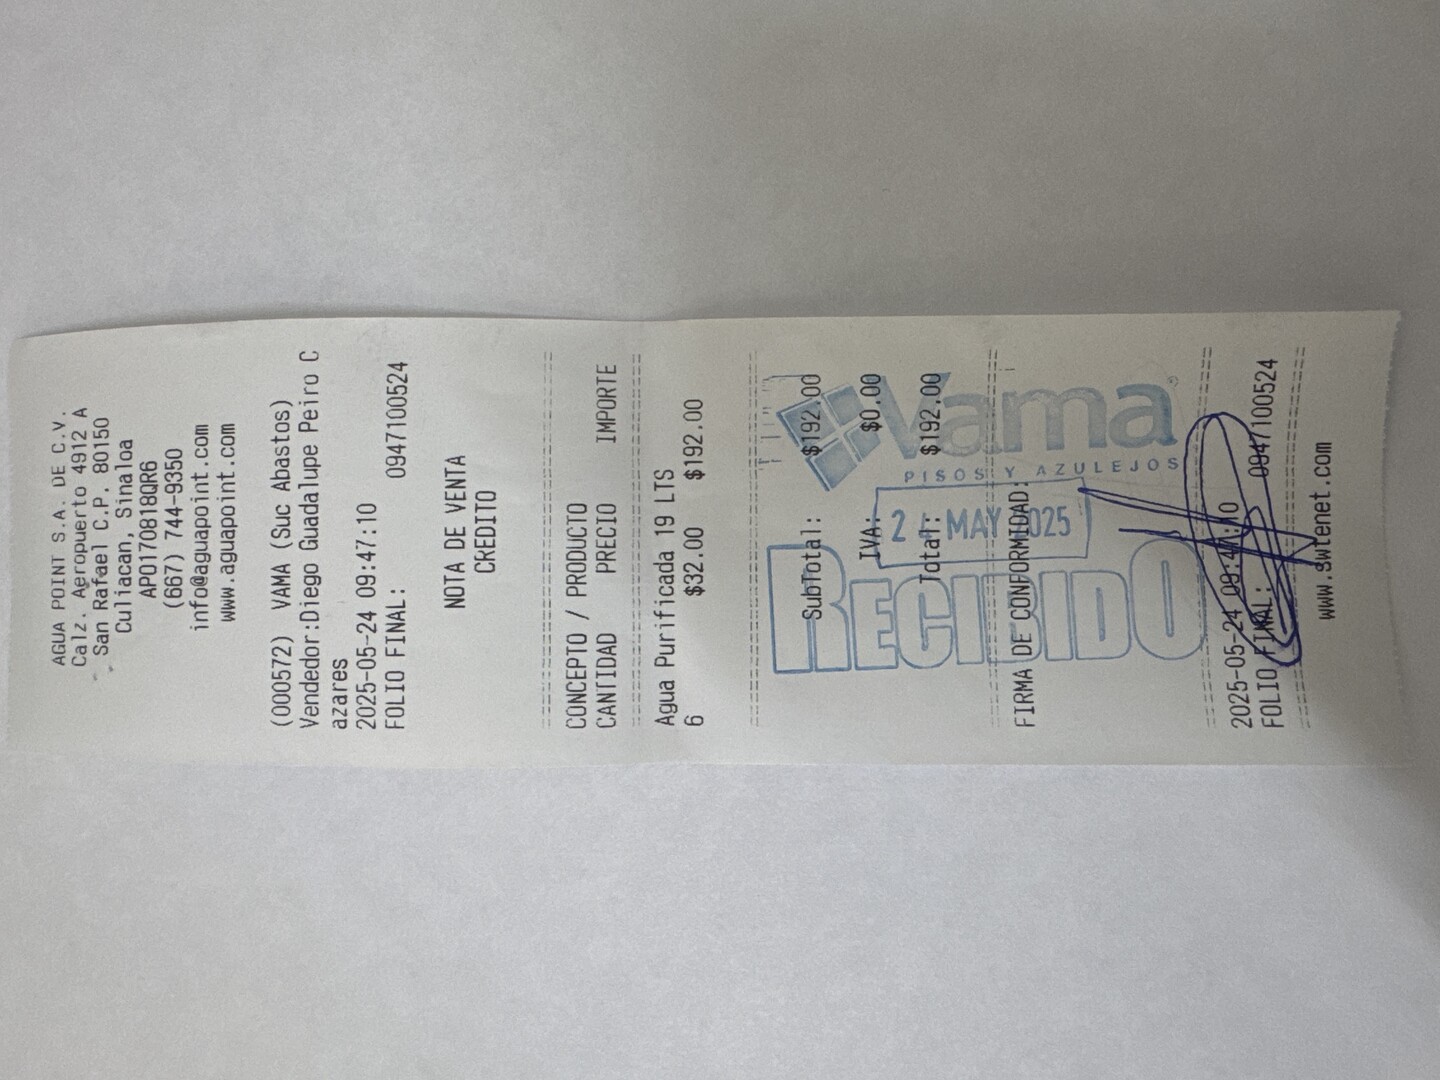 AGUA POINT S.A. DE C.V.
Calz. Aeropuerto 4912 A
San Rafael C.P. 80150
Culiacan, Sinaloa
APO170818QR6
(667) 744-9350
info@aguapoint.com
www.aguapoint.com
(000572) VAMA (Suc Abastos)
Vendedor:Diego Guadalupe Peiro C
azares
2025-05-24 09:47:10
FOLIO FINAL: 0947100524
NOTA DE VENTA
CREDITO
CONCEPTO / PRODUCTO
CANTIDAD PRECIO IMPORTE
Agua Purificada 19 LTS
6 $32.00 $192.00
SubTotal: $192.00
IVA: $0.00
Total: $192.00
Vama
PISOS Y AZULEJOS
24 MAY 2025
RECIBIDO
FIRMA DE CONFORMIDAD:
2025-05-24 09:47:10
FOLIO FINAL: 0947100524
www.swtenet.com